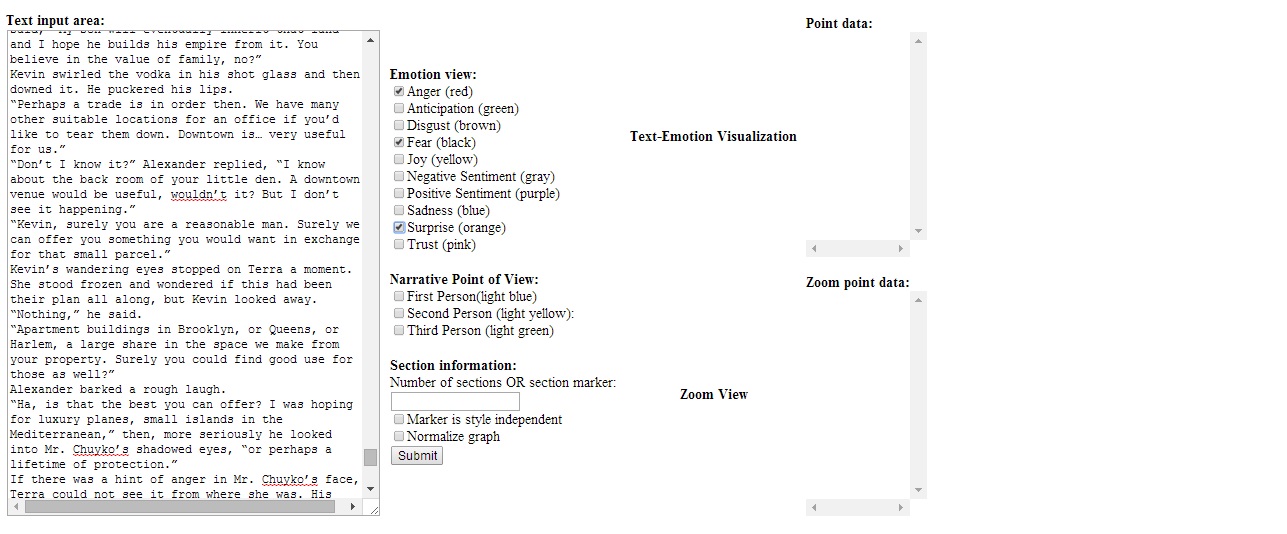 Text input area:
said, "My son will eventually inherit that land
and I hope he builds his empire from it. You
believe in the value of family, no?”
Kevin swirled the vodka in his shot glass and then
downed it. He puckered his lips.
“Perhaps a trade is in order then. We have many
other suitable locations for an office if you’d
like to tear them down. Downtown is… very useful
for us.”
“Don’t I know it?” Alexander replied, “I know
about the back room of your little den. A downtown
venue would be useful, wouldn’t it? But I don’t
see it happening.”
“Kevin, surely you are a reasonable man. Surely we
can offer you something you would want in exchange
for that small parcel.”
Kevin’s wandering eyes stopped on Terra a moment.
She stood frozen and wondered if this had been
their plan all along, but Kevin looked away.
“Nothing,” he said.
“Apartment buildings in Brooklyn, or Queens, or
Harlem, a large share in the space we make from
your property. Surely you could find good use for
those as well?”
Alexander barked a rough laugh.
“Ha, is that the best you can offer? I was hoping
for luxury planes, small islands in the
Mediterranean,” then, more seriously he looked
into Mr. Chuyko’s shadowed eyes, “or perhaps a
lifetime of protection.”
If there was a hint of anger in Mr. Chuyko’s face,
Terra could not see it from where she was. His
Emotion view:
Anger (red)
Anticipation (green)
Disgust (brown)
Fear (black)
Joy (yellow)
Negative Sentiment (gray)
Positive Sentiment (purple)
Sadness (blue)
Surprise (orange)
Trust (pink)
Narrative Point of View:
First Person(light blue)
Second Person (light yellow):
Third Person (light green)
Section information:
Number of sections OR section marker:
Marker is style independent
Normalize graph
Submit
Text-Emotion Visualization
Zoom View
Point data:
Zoom point data: